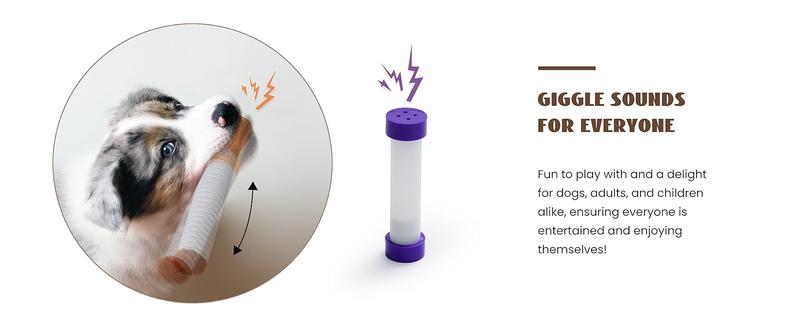 GIGGLE SOUNDS
FOR EVERYONE
Fun to play with and a delight
for dogs, adults, and children
alike, ensuring everyone is
entertained and enjoying
themselves!